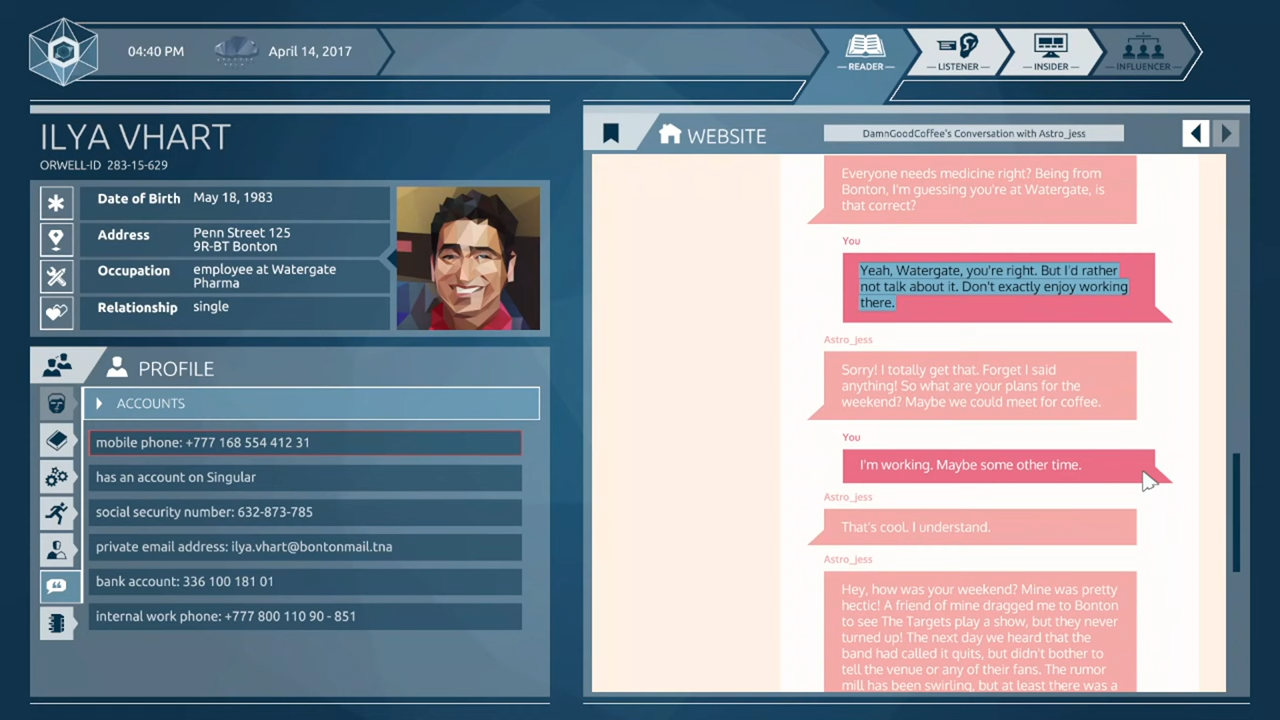 04:40 PM
April 14, 2017
READER
LISTENER
INSIDER
INFLUENCER
ILYA VHART
ORWELL-ID 283-15-629
Date of Birth May 18, 1983
Address Penn Street 125
9R-BT Bonton
Occupation employee at Watergate
Pharma
Relationship single
PROFILE
ACCOUNTS
mobile phone: +777 168 554 412 31
has an account on Singular
social security number: 632-873-785
private email address: ilya.vhart@bontonmail.tna
bank account: 336 100 181 01
internal work phone: +777 800 110 90 - 851
WEBSITE
DamnGoodCoffee's Conversation with Astro_jess
Everyone needs medicine right? Being from
Bonton, I'm guessing you're at Watergate, is
that correct?
You
Yeah, Watergate, you're right. But I'd rather
not talk about it. Don't exactly enjoy working
there.
Astro_jess
Sorry! I totally get that. Forget I said
anything! So what are your plans for the
weekend? Maybe we could meet for coffee.
You
I'm working. Maybe some other time.
Astro_jess
That's cool. I understand.
Astro_jess
Hey, how was your weekend? Mine was pretty
hectic! A friend of mine dragged me to Bonton
to see The Targets play a show, but they never
turned up! The next day we heard that the
band had called it quits, but didn't bother to
tell the venue or any of their fans. The rumor
mill has been swirling, but at least there was a